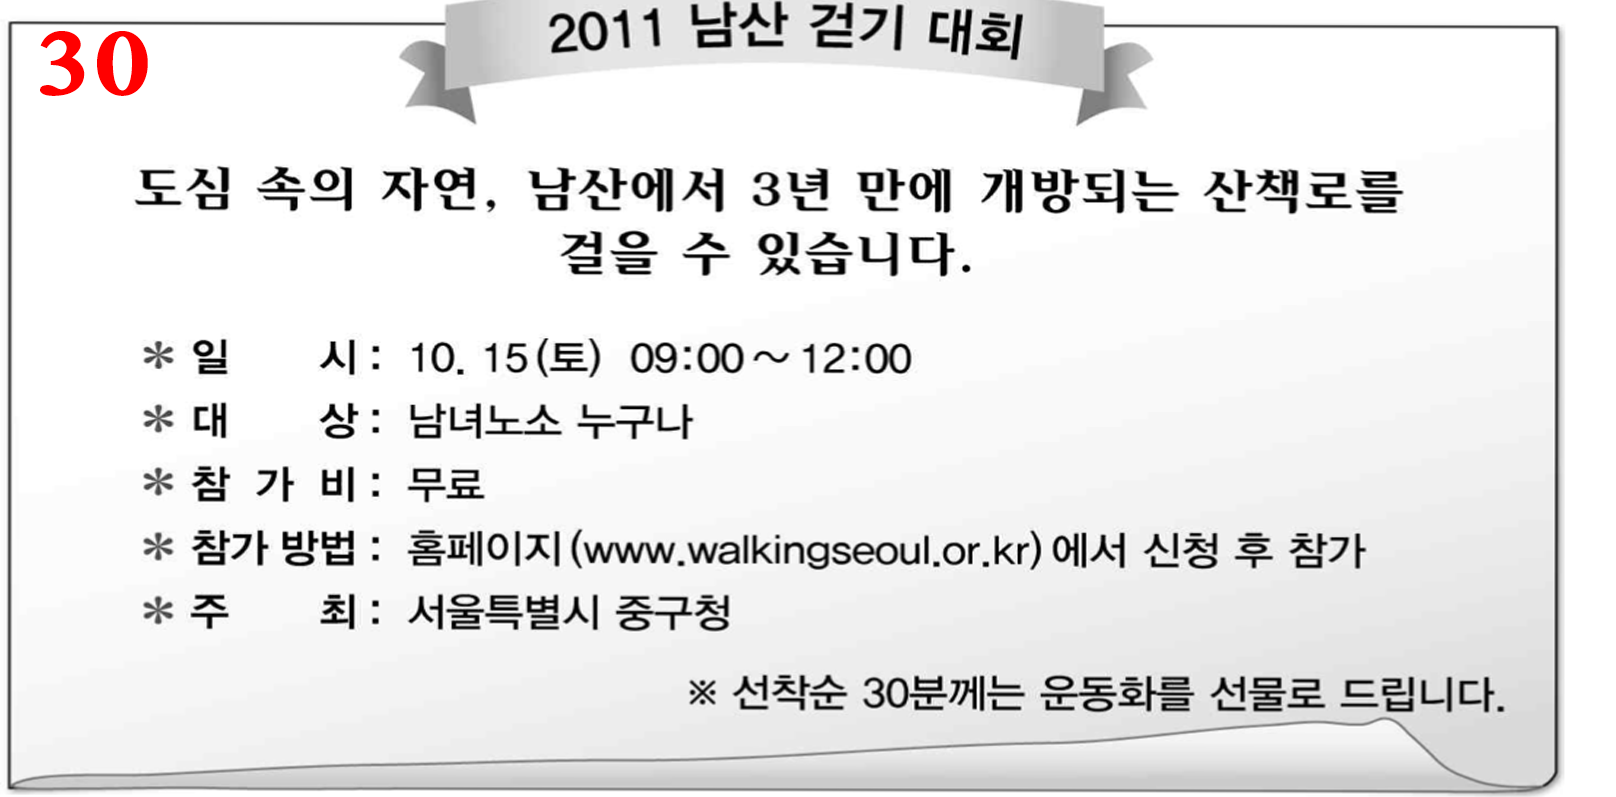 2011 남산 걷기 대회
30
도심 속의 자연, 남산에서 3년 만에 개방되는 산책로를
걸을 수 있습니다.
* 일 시 : 10. 15(토) 09:00~12:00
* 대 상 : 남녀노소 누구나
* 참 가 비 : 무료
* 참가 방법 : 홈페이지(www.walkingseoul.or.kr)에서 신청 후 참가
* 주 최 : 서울특별시 중구청
※ 선착순 30분께는 운동화를 선물로 드립니다.